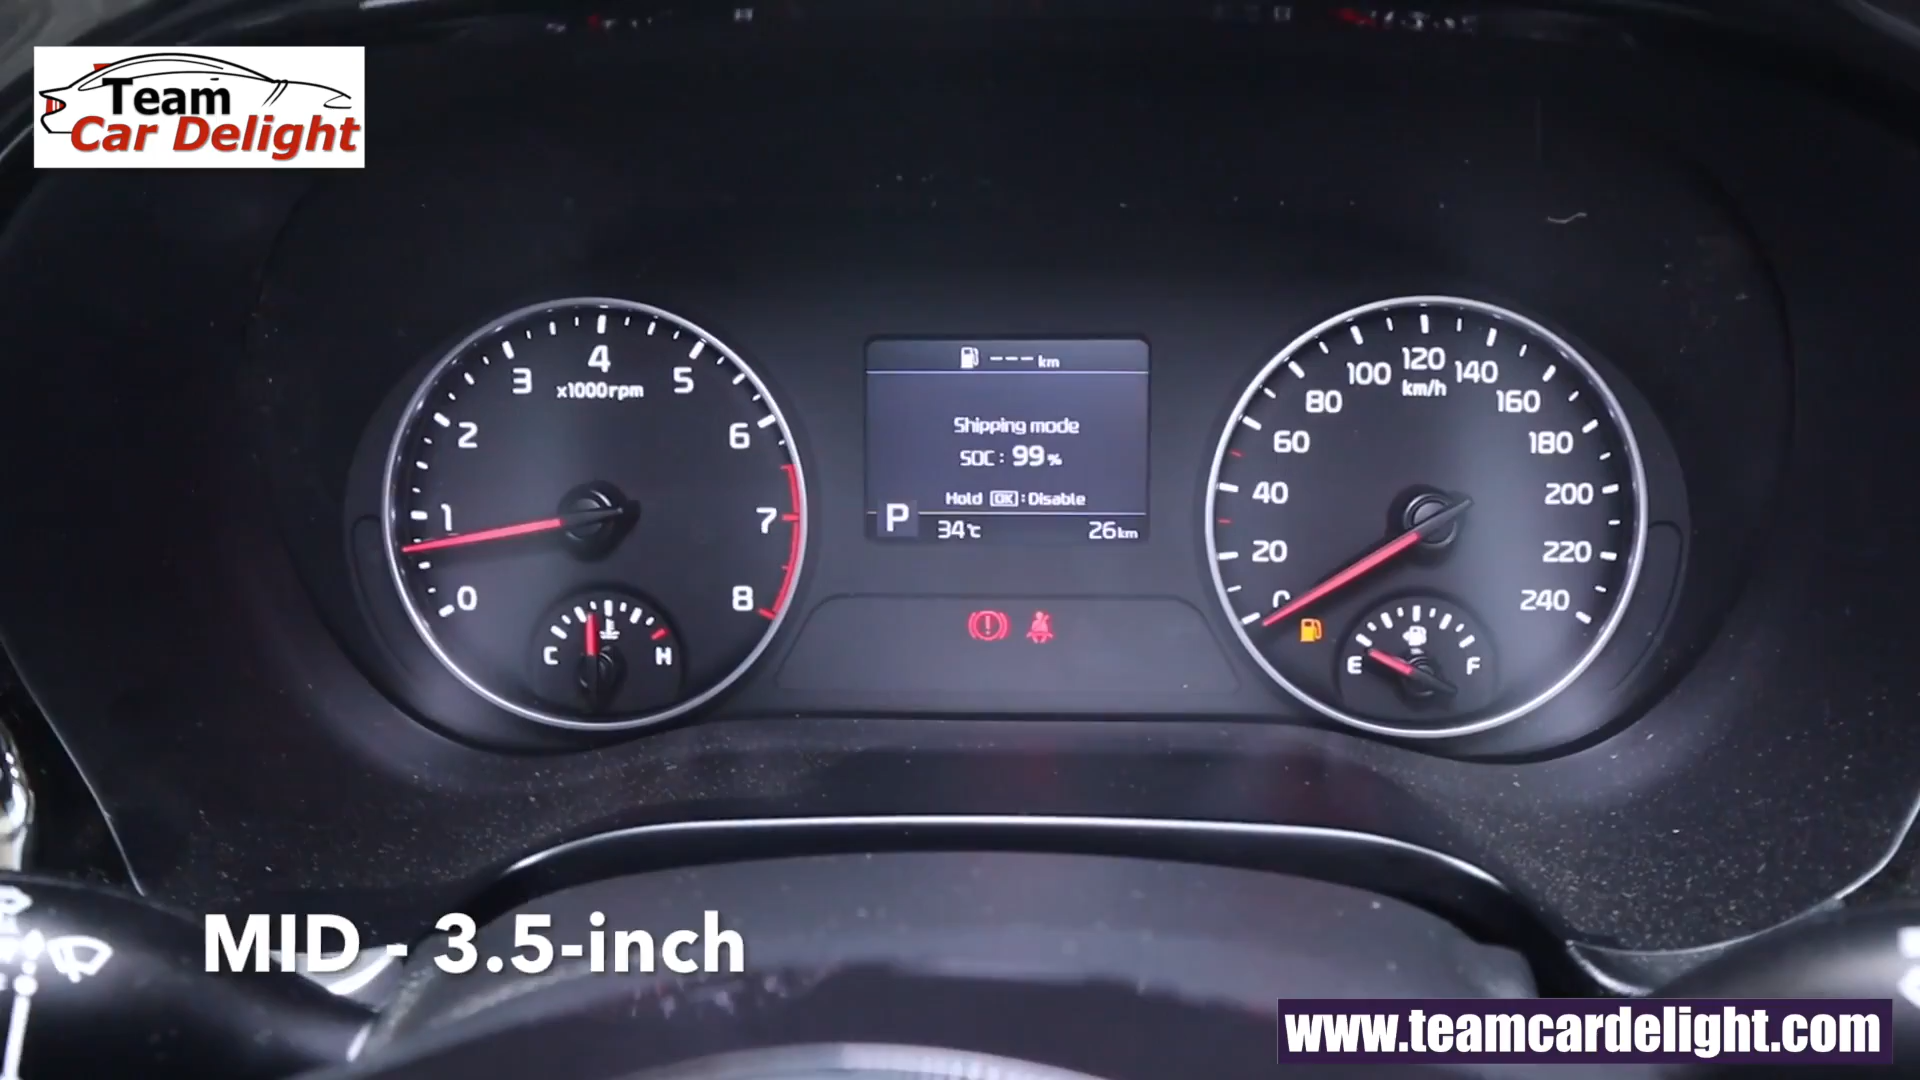 Team
Car Delight
0
1
2
3
4
5
6
7
8
x1000rpm
C
H
--- km
Shipping mode
SOC : 99 %
Hold [OK] : Disable
P
34℃
26 km
0
20
40
60
80
100
120
140
160
180
200
220
240
km/h
E
F
MID - 3.5-inch
www.teamcardelight.com